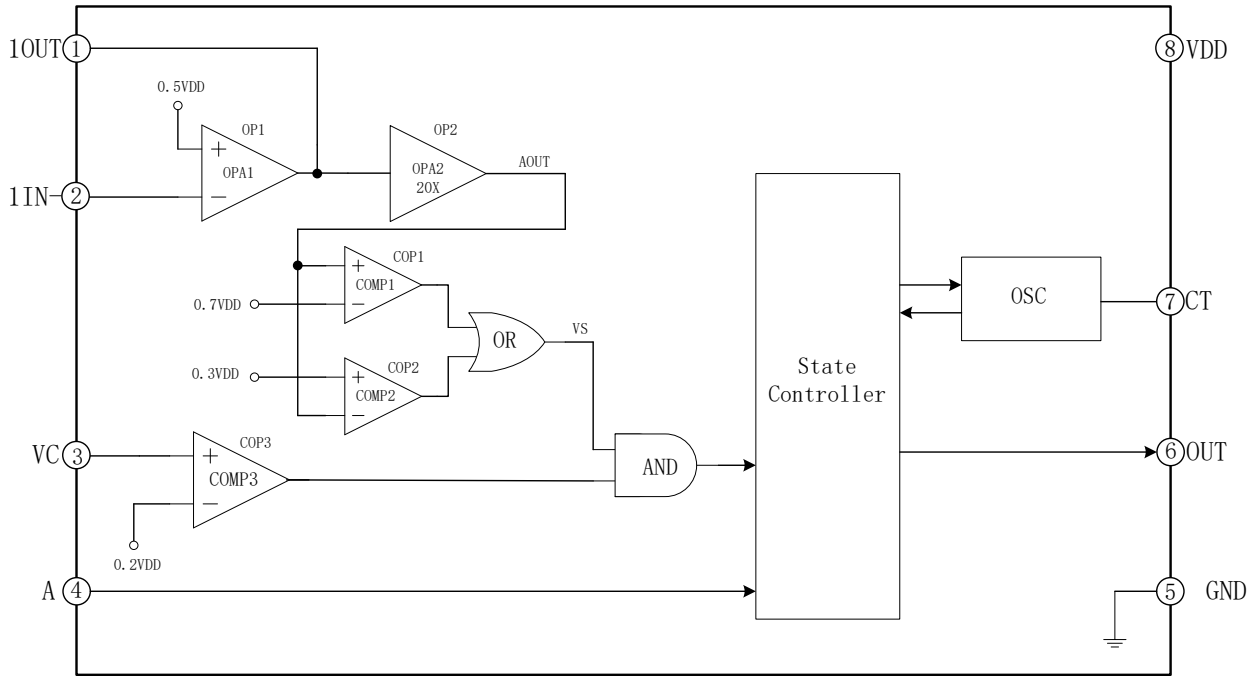 1OUT 1
8 VDD
0.5VDD
OP1
OP2
+
OPA1
OPA2
20X
AOUT
1IN- 2
−
COP1
+
COMP1
−
0.7VDD
OR
VS
OSC
7 CT
0.3VDD
COP2
+
COMP2
−
State
Controller
VC 3
COP3
+
COMP3
−
AND
6 OUT
0.2VDD
A 4
5 GND